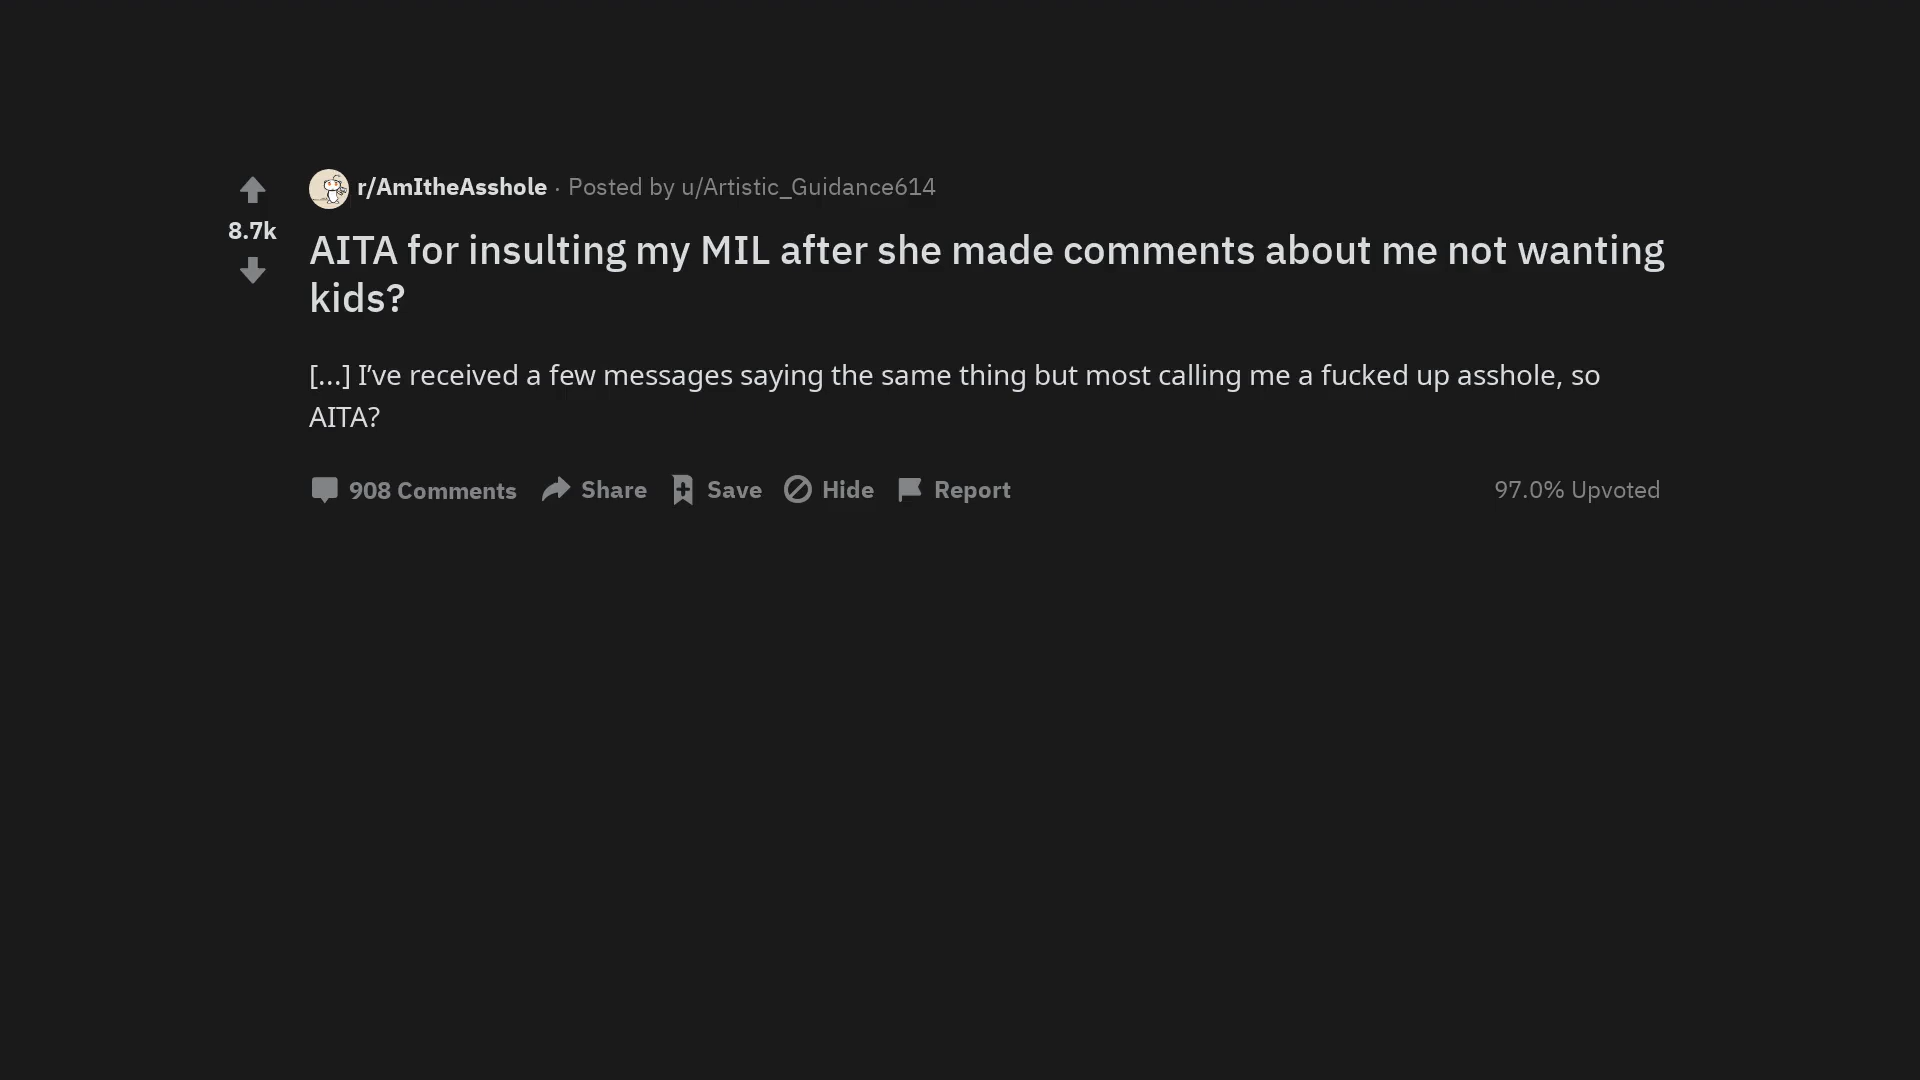 r/AmItheAsshole · Posted by u/Artistic_Guidance614
8.7k
AITA for insulting my MIL after she made comments about me not wanting
kids?
[...] I’ve received a few messages saying the same thing but most calling me a fucked up asshole, so
AITA?
908 Comments Share Save Hide Report 97.0% Upvoted